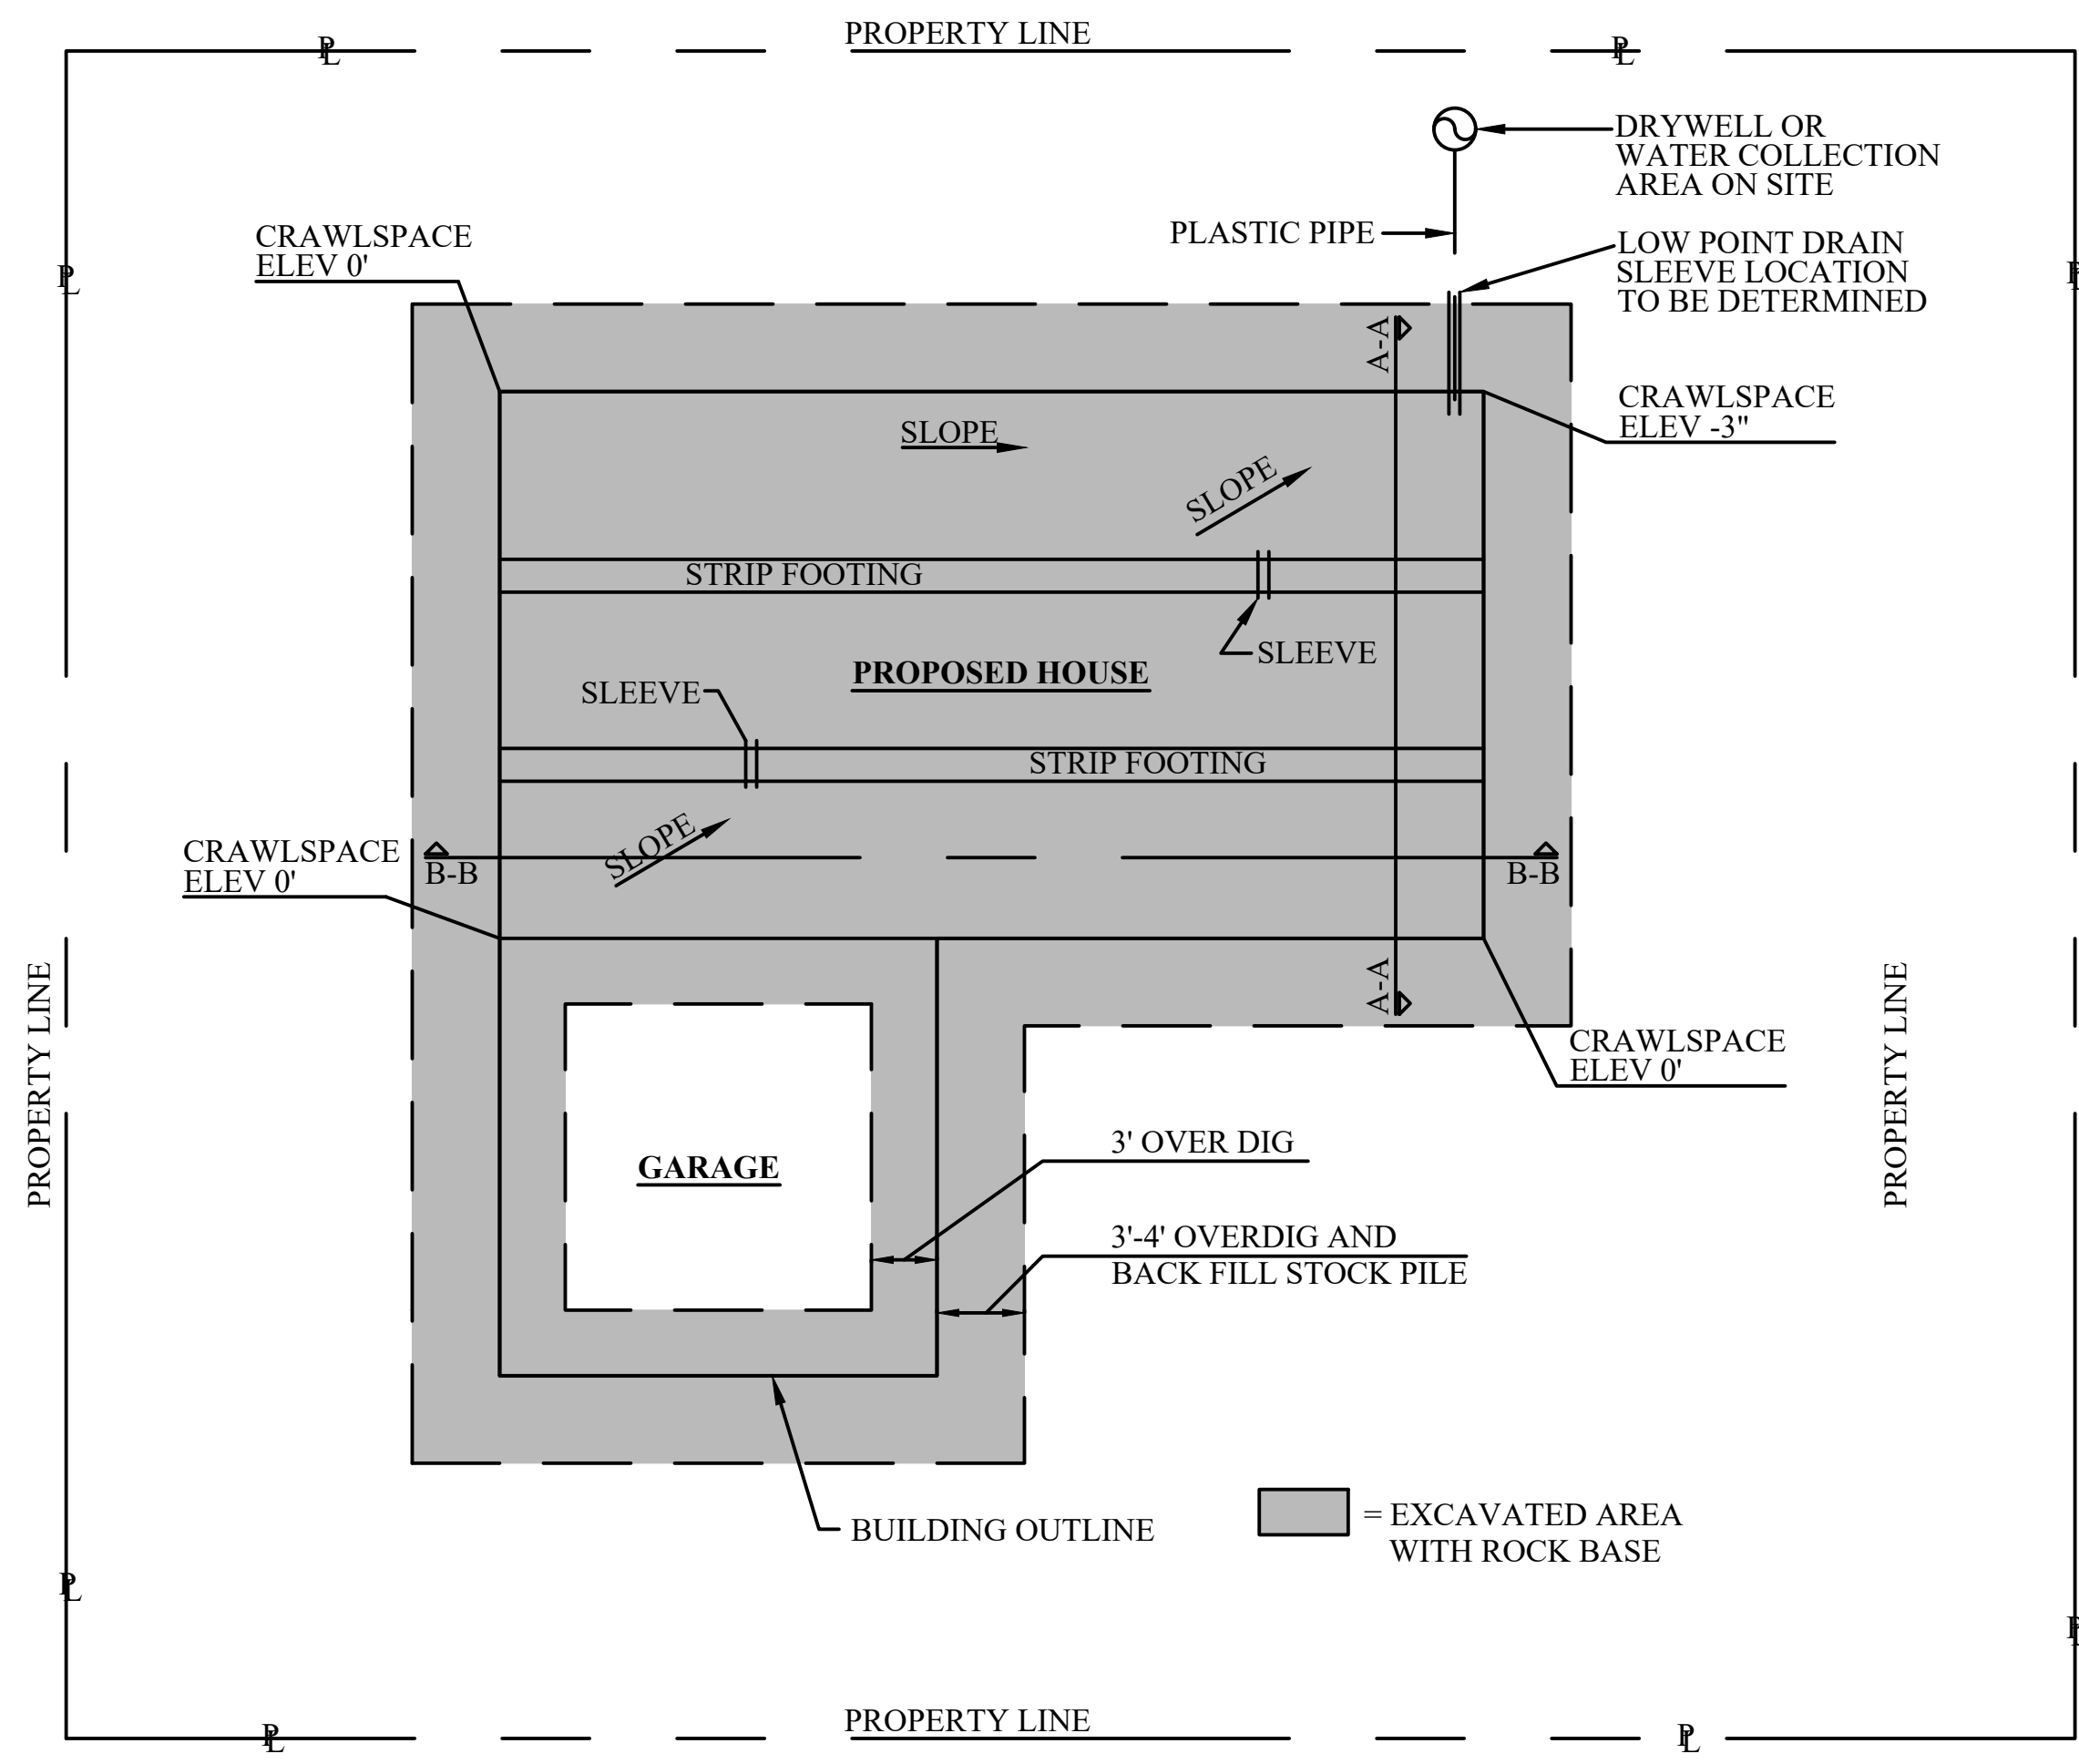 PROPERTY LINE
PL
PL
DRYWELL OR
WATER COLLECTION
AREA ON SITE
PLASTIC PIPE
LOW POINT DRAIN
SLEEVE LOCATION
TO BE DETERMINED
CRAWLSPACE
ELEV 0'
PL
PL
A-A
CRAWLSPACE
ELEV -3"
SLOPE
SLOPE
STRIP FOOTING
SLEEVE
PROPOSED HOUSE
SLEEVE
STRIP FOOTING
SLOPE
CRAWLSPACE
ELEV 0'
B-B
B-B
A-A
PROPERTY LINE
PROPERTY LINE
CRAWLSPACE
ELEV 0'
3' OVER DIG
GARAGE
3'-4' OVERDIG AND
BACK FILL STOCK PILE
BUILDING OUTLINE
= EXCAVATED AREA
WITH ROCK BASE
PL
PL
PROPERTY LINE
PL
PL